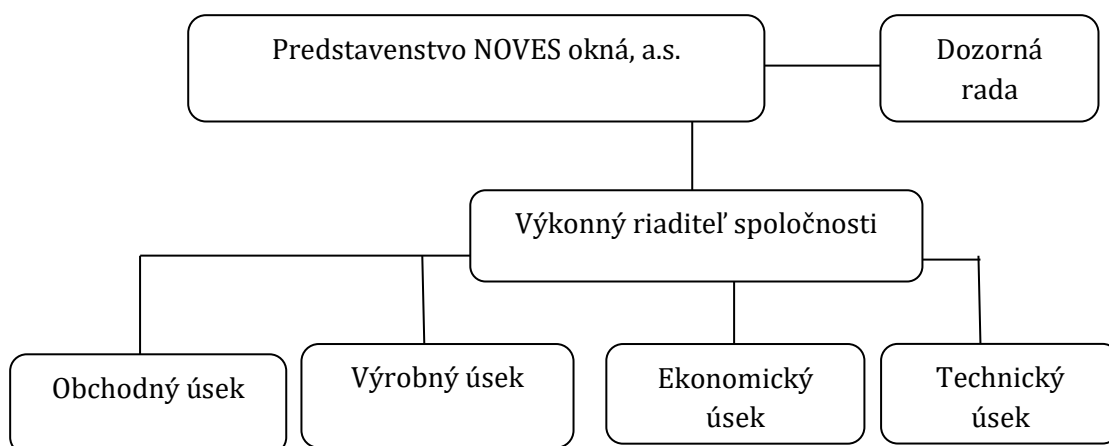 Predstavenstvo NOVES okná, a.s.
Dozorná
rada
Výkonný riaditeľ spoločnosti
Obchodný úsek
Výrobný úsek
Ekonomický
úsek
Technický
úsek